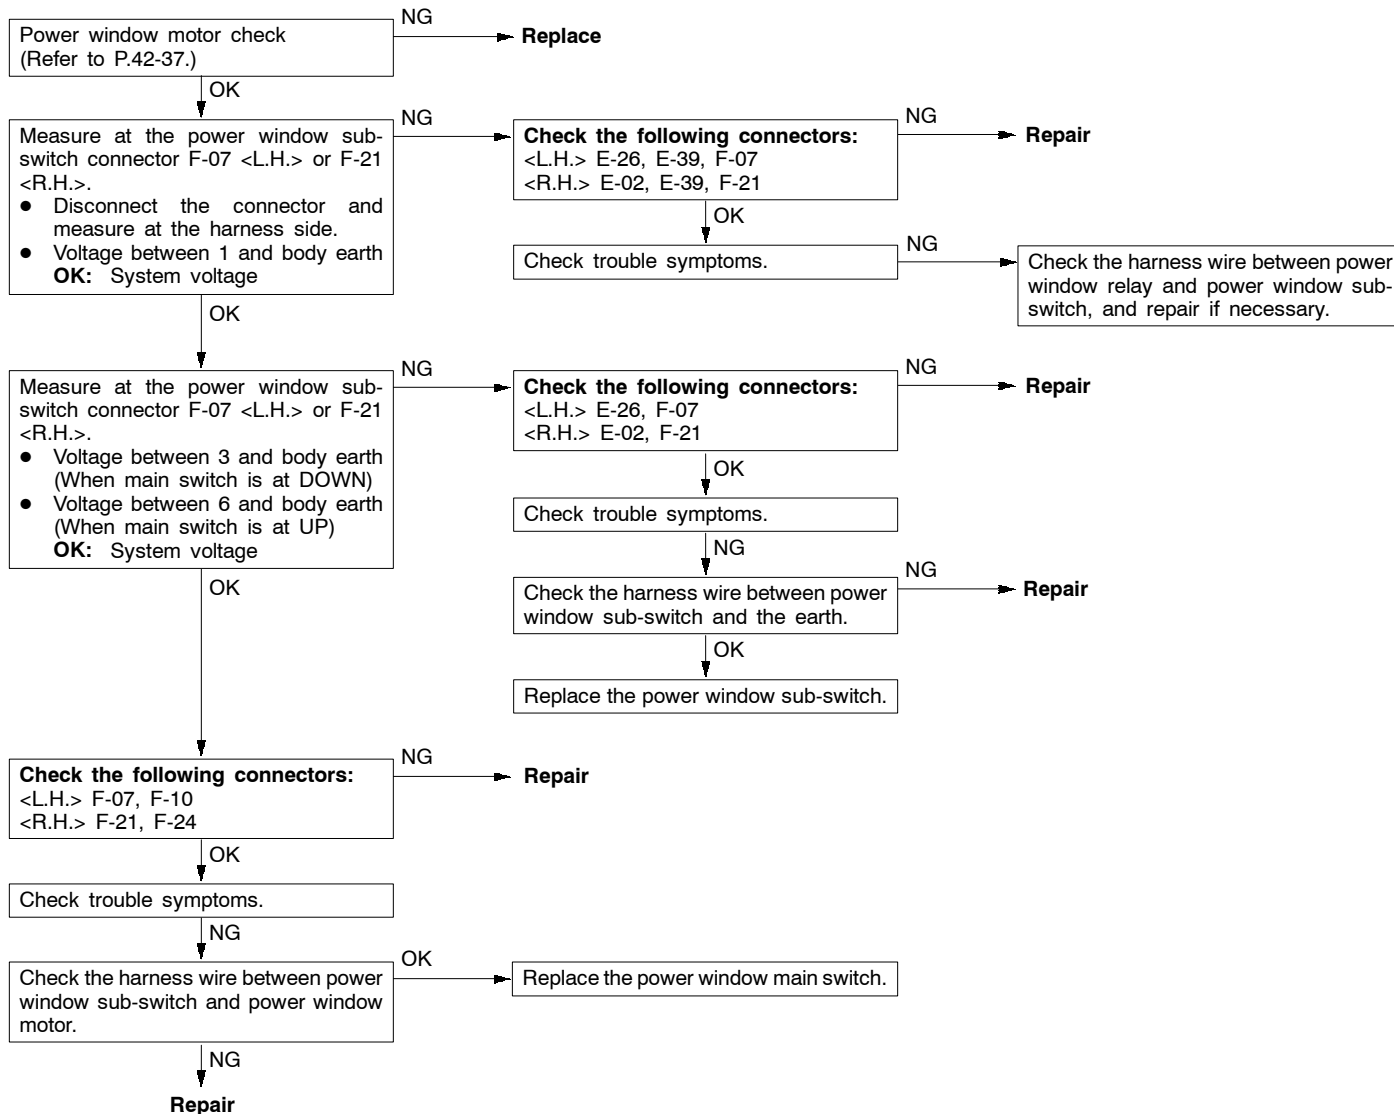 Power window motor check
(Refer to P.42-37.)
NG
Replace
OK
Measure at the power window sub-
switch connector F-07 <L.H.> or F-21
<R.H.>.
● Disconnect the connector and
measure at the harness side.
● Voltage between 1 and body earth
OK: System voltage
NG
Check the following connectors:
<L.H.> E-26, E-39, F-07
<R.H.> E-02, E-39, F-21
NG
Repair
OK
Check trouble symptoms.
NG
Check the harness wire between power
window relay and power window sub-
switch, and repair if necessary.
OK
Measure at the power window sub-
switch connector F-07 <L.H.> or F-21
<R.H.>.
● Voltage between 3 and body earth
(When main switch is at DOWN)
● Voltage between 6 and body earth
(When main switch is at UP)
OK: System voltage
NG
Check the following connectors:
<L.H.> E-26, F-07
<R.H.> E-02, F-21
NG
Repair
OK
Check trouble symptoms.
NG
Check the harness wire between power
window sub-switch and the earth.
NG
Repair
OK
Replace the power window sub-switch.
OK
Check the following connectors:
<L.H.> F-07, F-10
<R.H.> F-21, F-24
NG
Repair
OK
Check trouble symptoms.
NG
Check the harness wire between power
window sub-switch and power window
motor.
OK
Replace the power window main switch.
NG
Repair